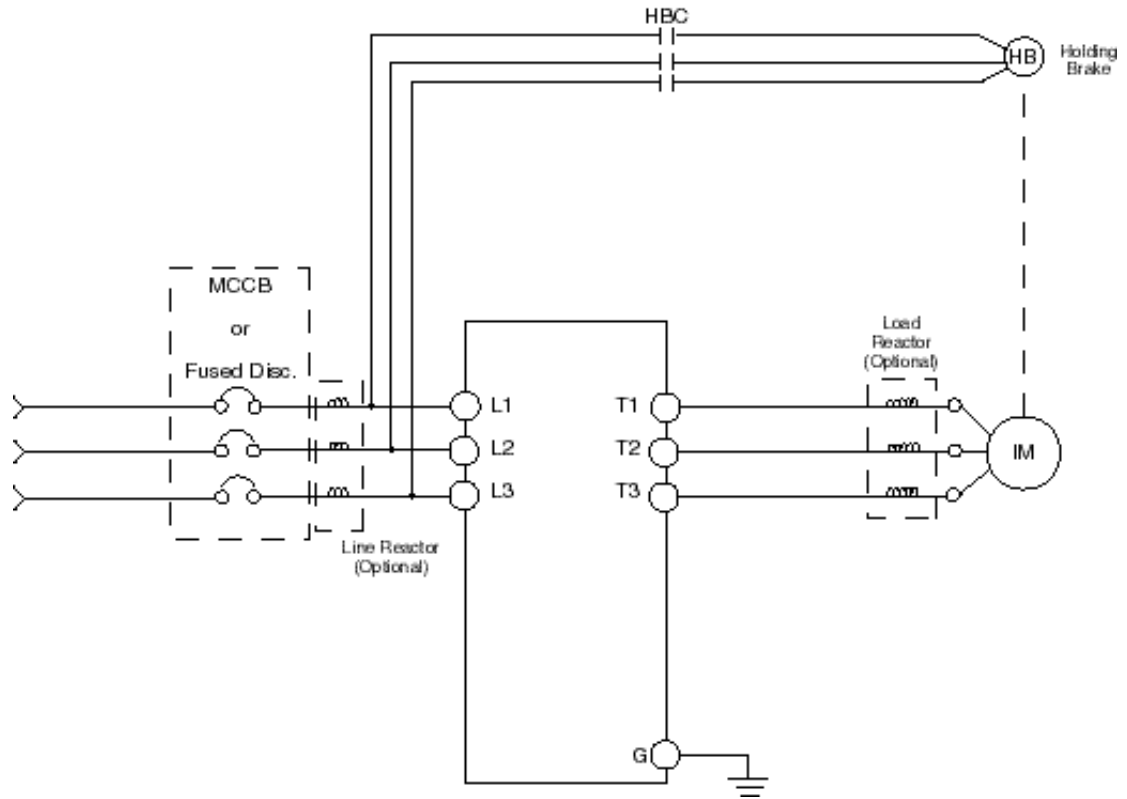 HBC
HB
Holding
Brake
MCCB
or
Fused Disc.
Load
Reactor
(Optional)
L1
T1
L2
T2
IM
L3
T3
Line Reactor
(Optional)
G